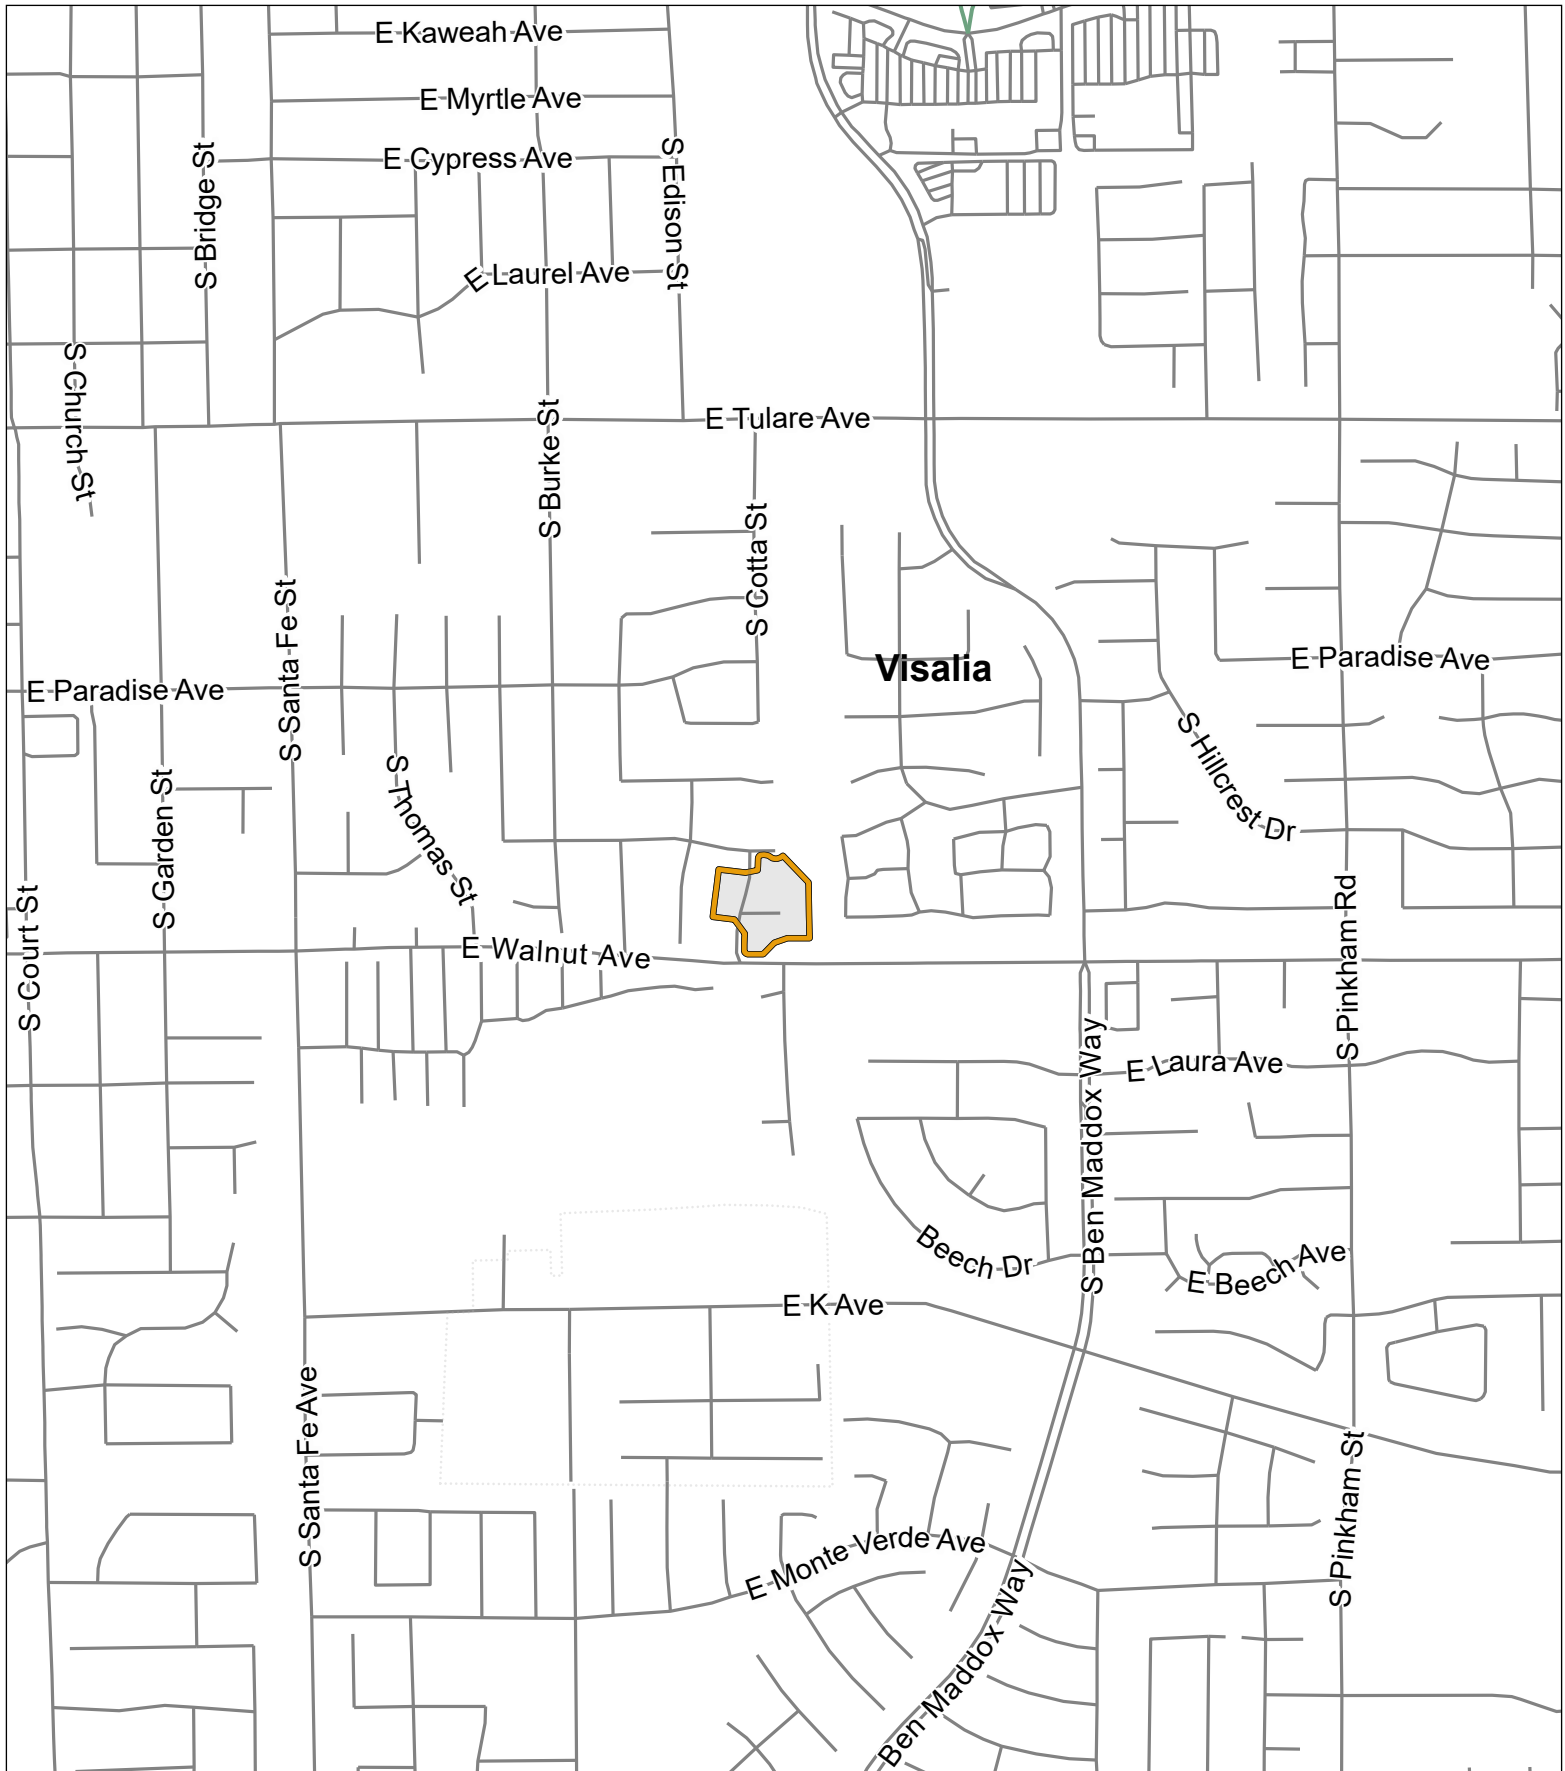 E Kaweah Ave
E Myrtle Ave
E Cypress Ave
S Bridge St
S Edison St
E Laurel Ave
S Church St
E Tulare Ave
S Burke St
S Cotta St
S Santa Fe St
Visalia
E Paradise Ave
E Paradise Ave
S Hillcrest Dr
S Thomas St
S Garden St
S Court St
S Pinkham Rd
E Walnut Ave
E Laura Ave
S Ben Maddox Way
Beech Dr
E Beech Ave
E K Ave
S Santa Fe Ave
S Pinkham St
E Monte Verde Ave
Ben Maddox Way